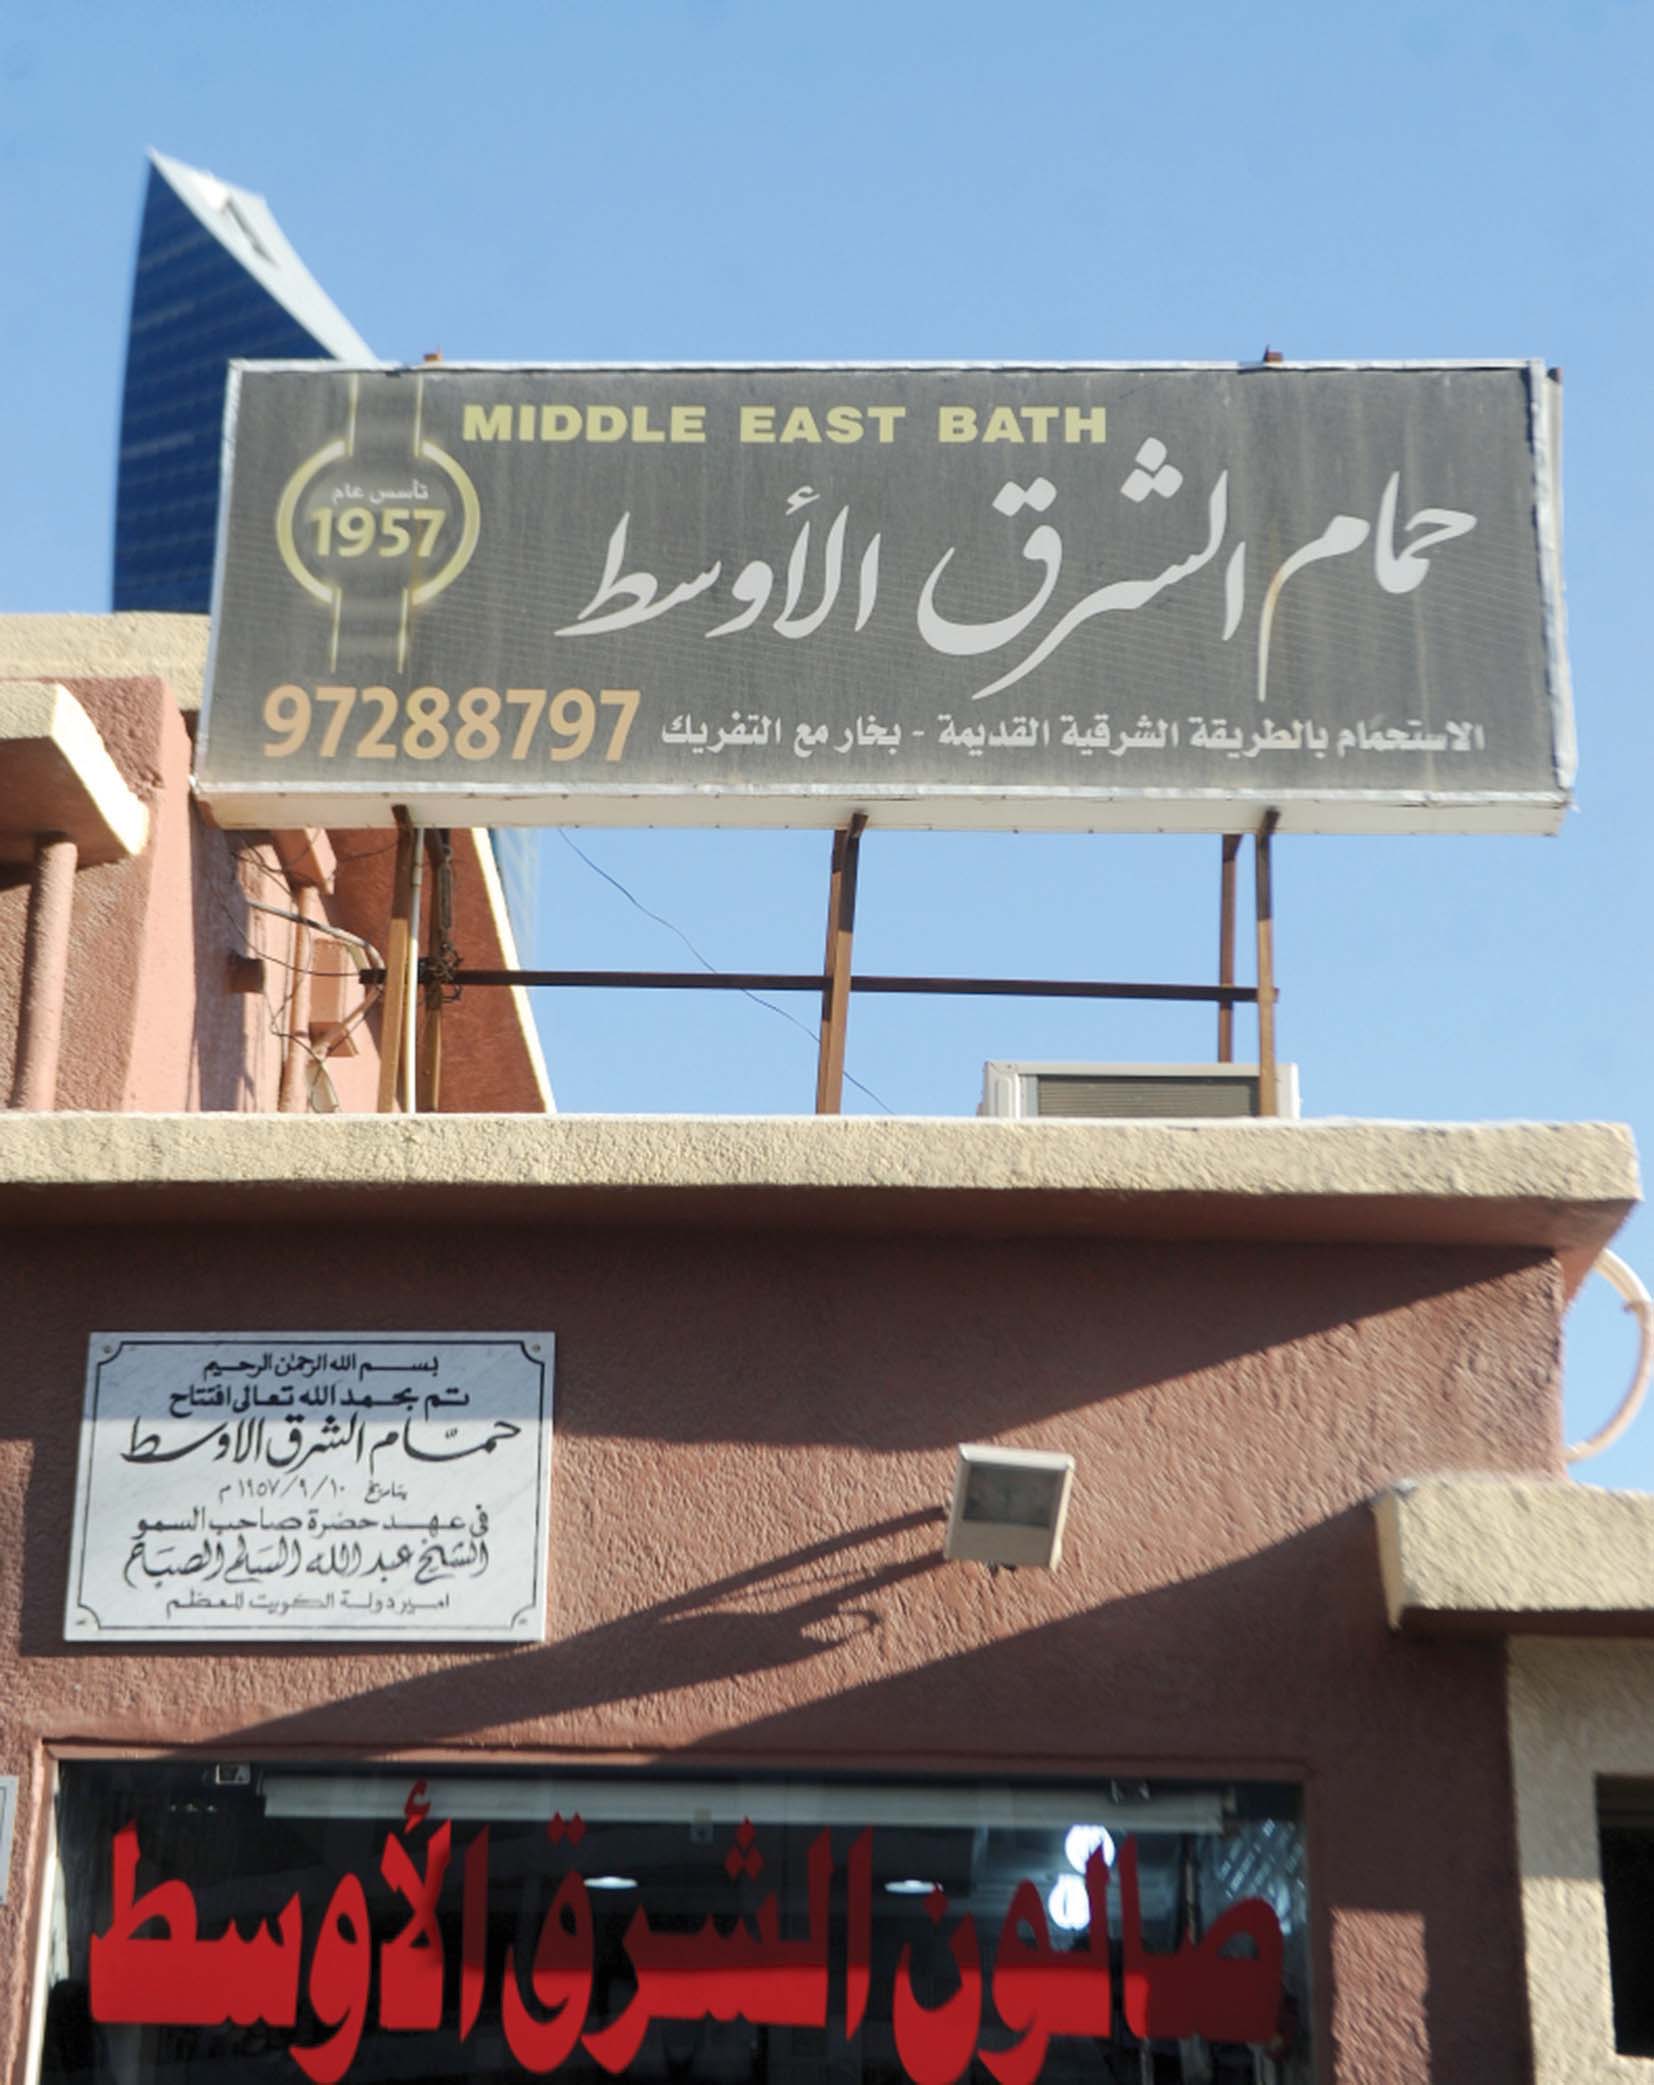 MIDDLE EAST BATH
تأسس عام
1957
حمام الشرق الأوسط
الاستحمام بالطريقة الشرقية القديمة - بخار مع التفريك
97288797
بسم الله الرحمن الرحيم
تم بحمد الله تعالى افتتاح
حمّام الشرق الاوسط
بتاريخ ١٠/٩/١٩٥٧ م
في عهد حضرة صاحب السمو
الشيخ عبد الله السالم الصباح
امير دولة الكويت المعظم
صالون الشرق الأوسط